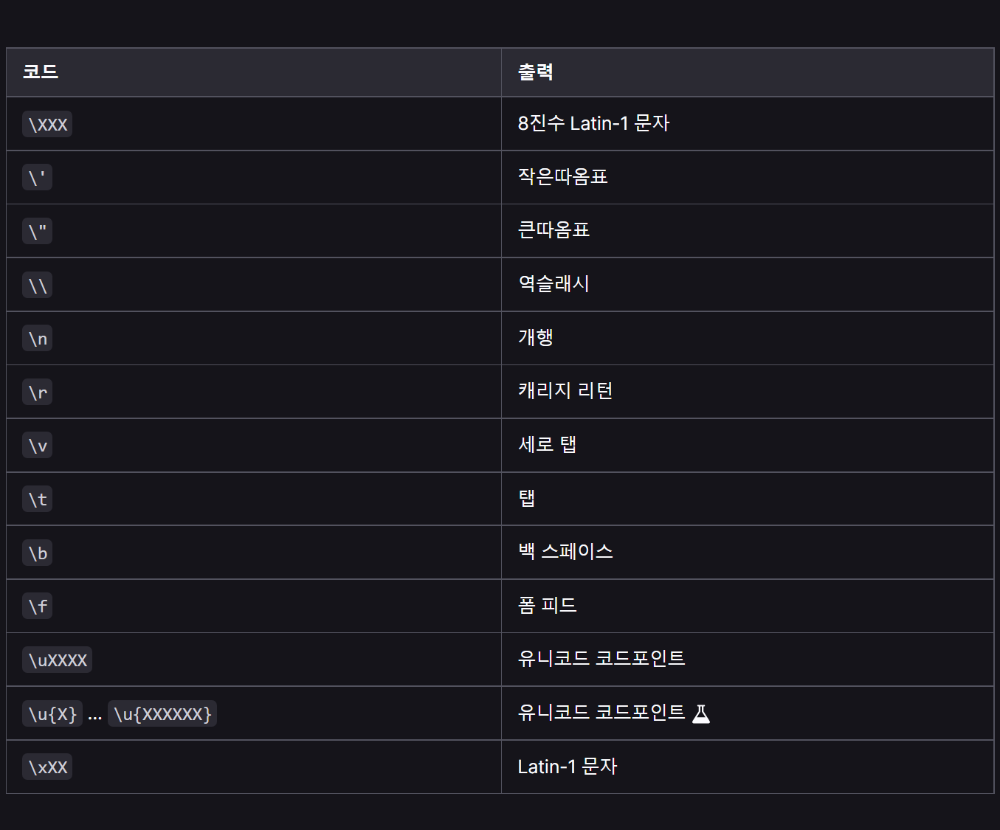 코드 출력
\XXX 8진수 Latin-1 문자
\' 작은따옴표
\" 큰따옴표
\\ 역슬래시
\n 개행
\r 캐리지 리턴
\v 세로 탭
\t 탭
\b 백 스페이스
\f 폼 피드
\uXXXX 유니코드 코드포인트
\u{X} ... \u{XXXXXX} 유니코드 코드포인트
\xXX Latin-1 문자